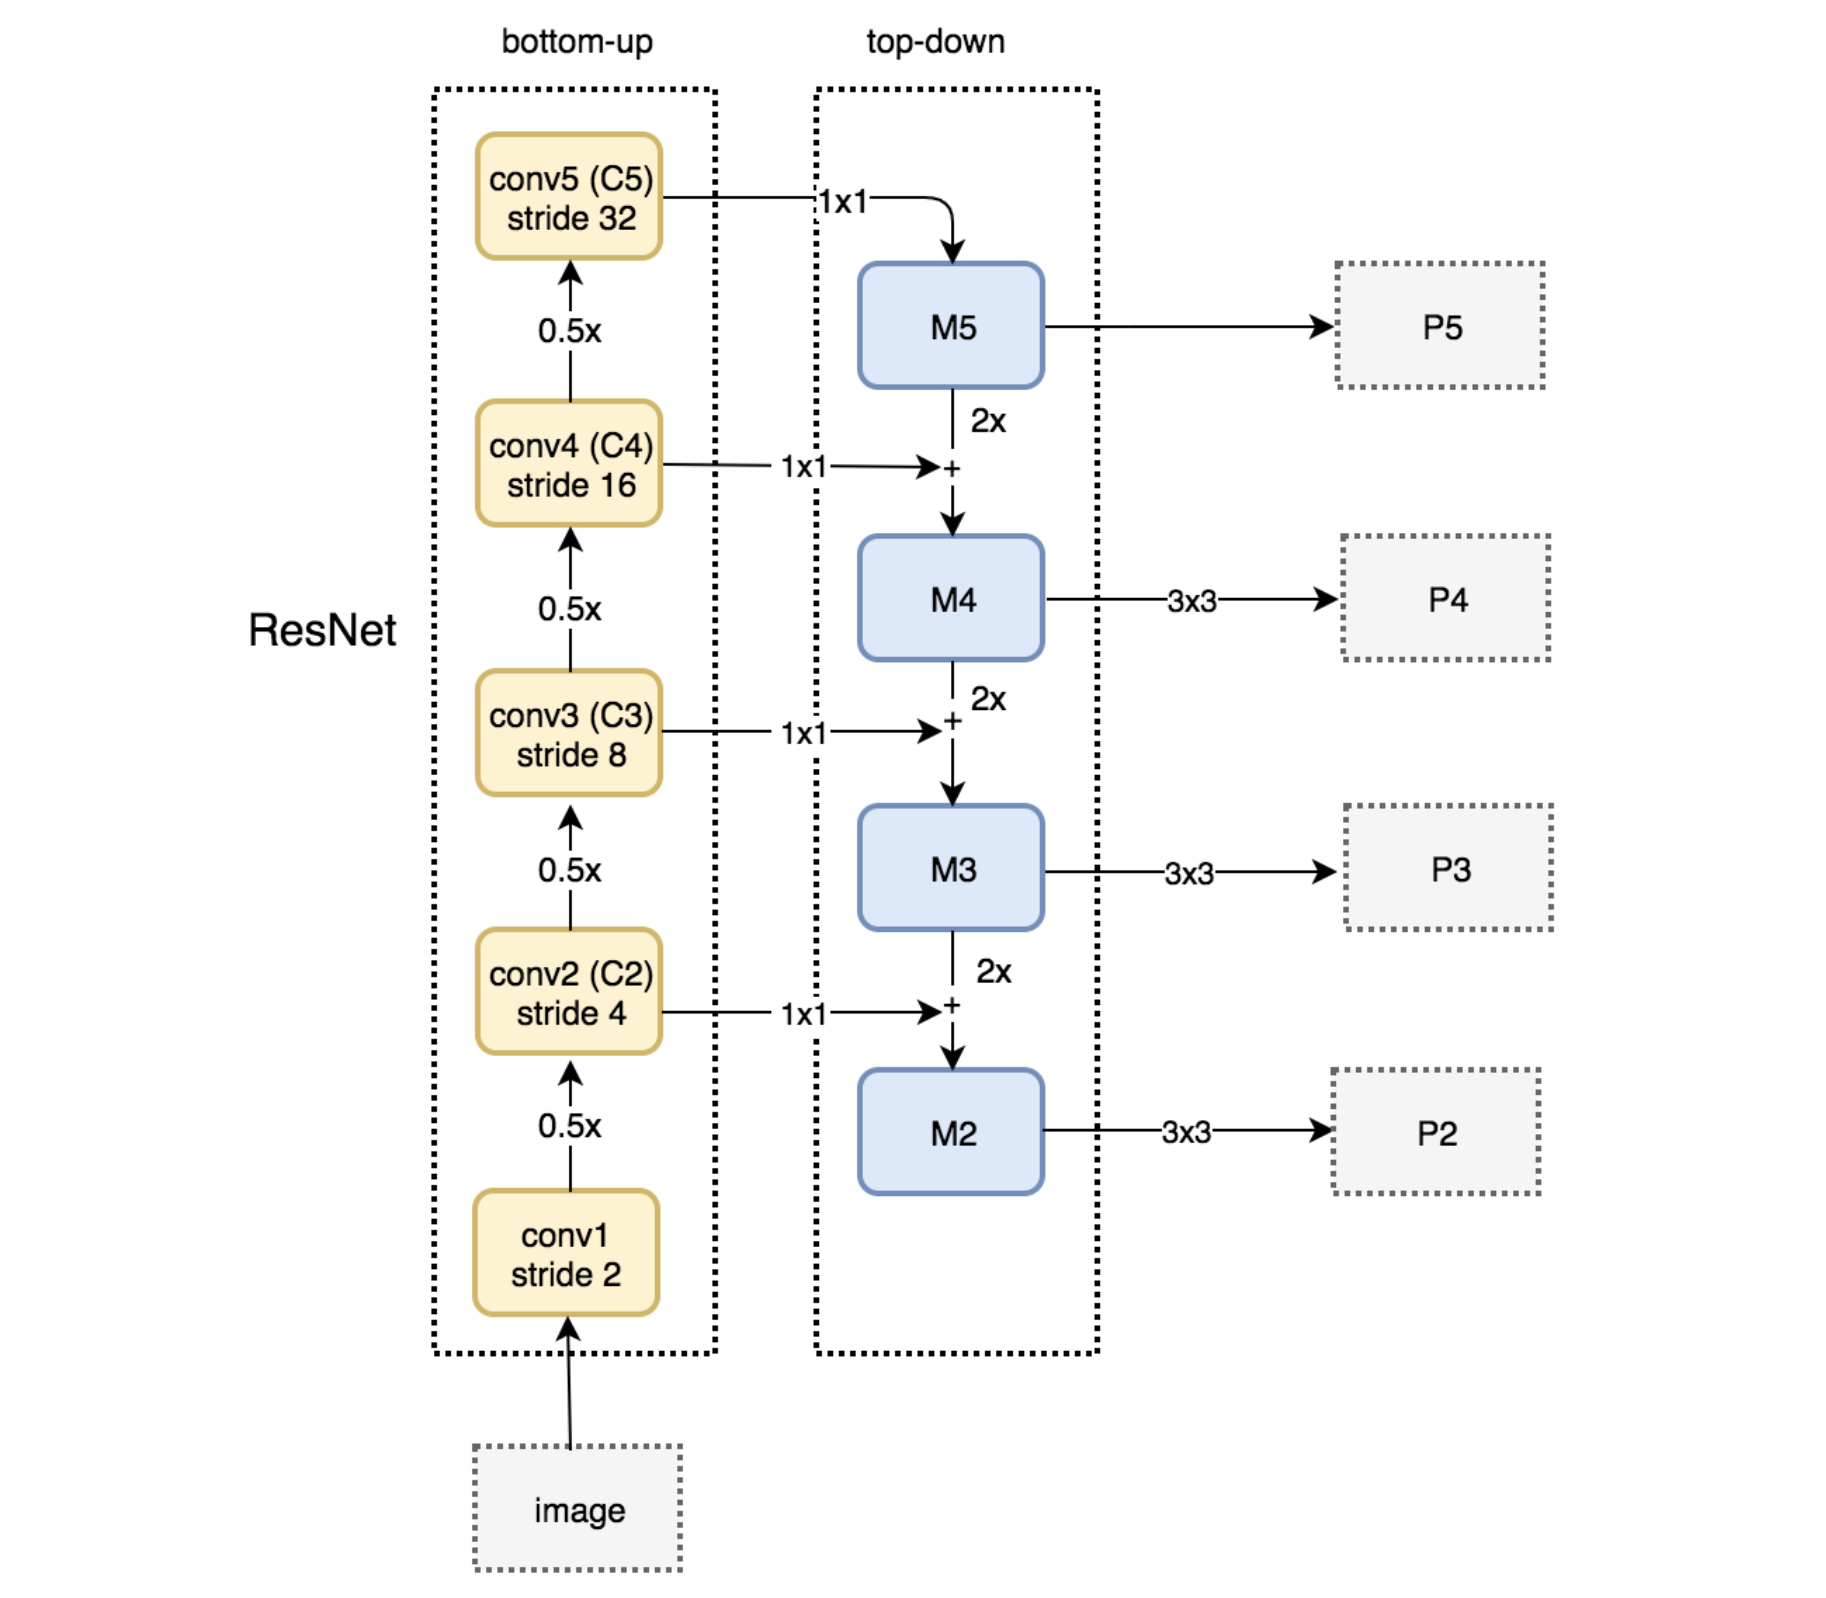 bottom-up
top-down
conv5 (C5)
stride 32
1x1
0.5x
M5
P5
2x
conv4 (C4)
stride 16
1x1
+
0.5x
M4
3x3
P4
ResNet
2x
conv3 (C3)
stride 8
1x1
+
0.5x
M3
3x3
P3
2x
conv2 (C2)
stride 4
1x1
+
0.5x
M2
3x3
P2
conv1
stride 2
image